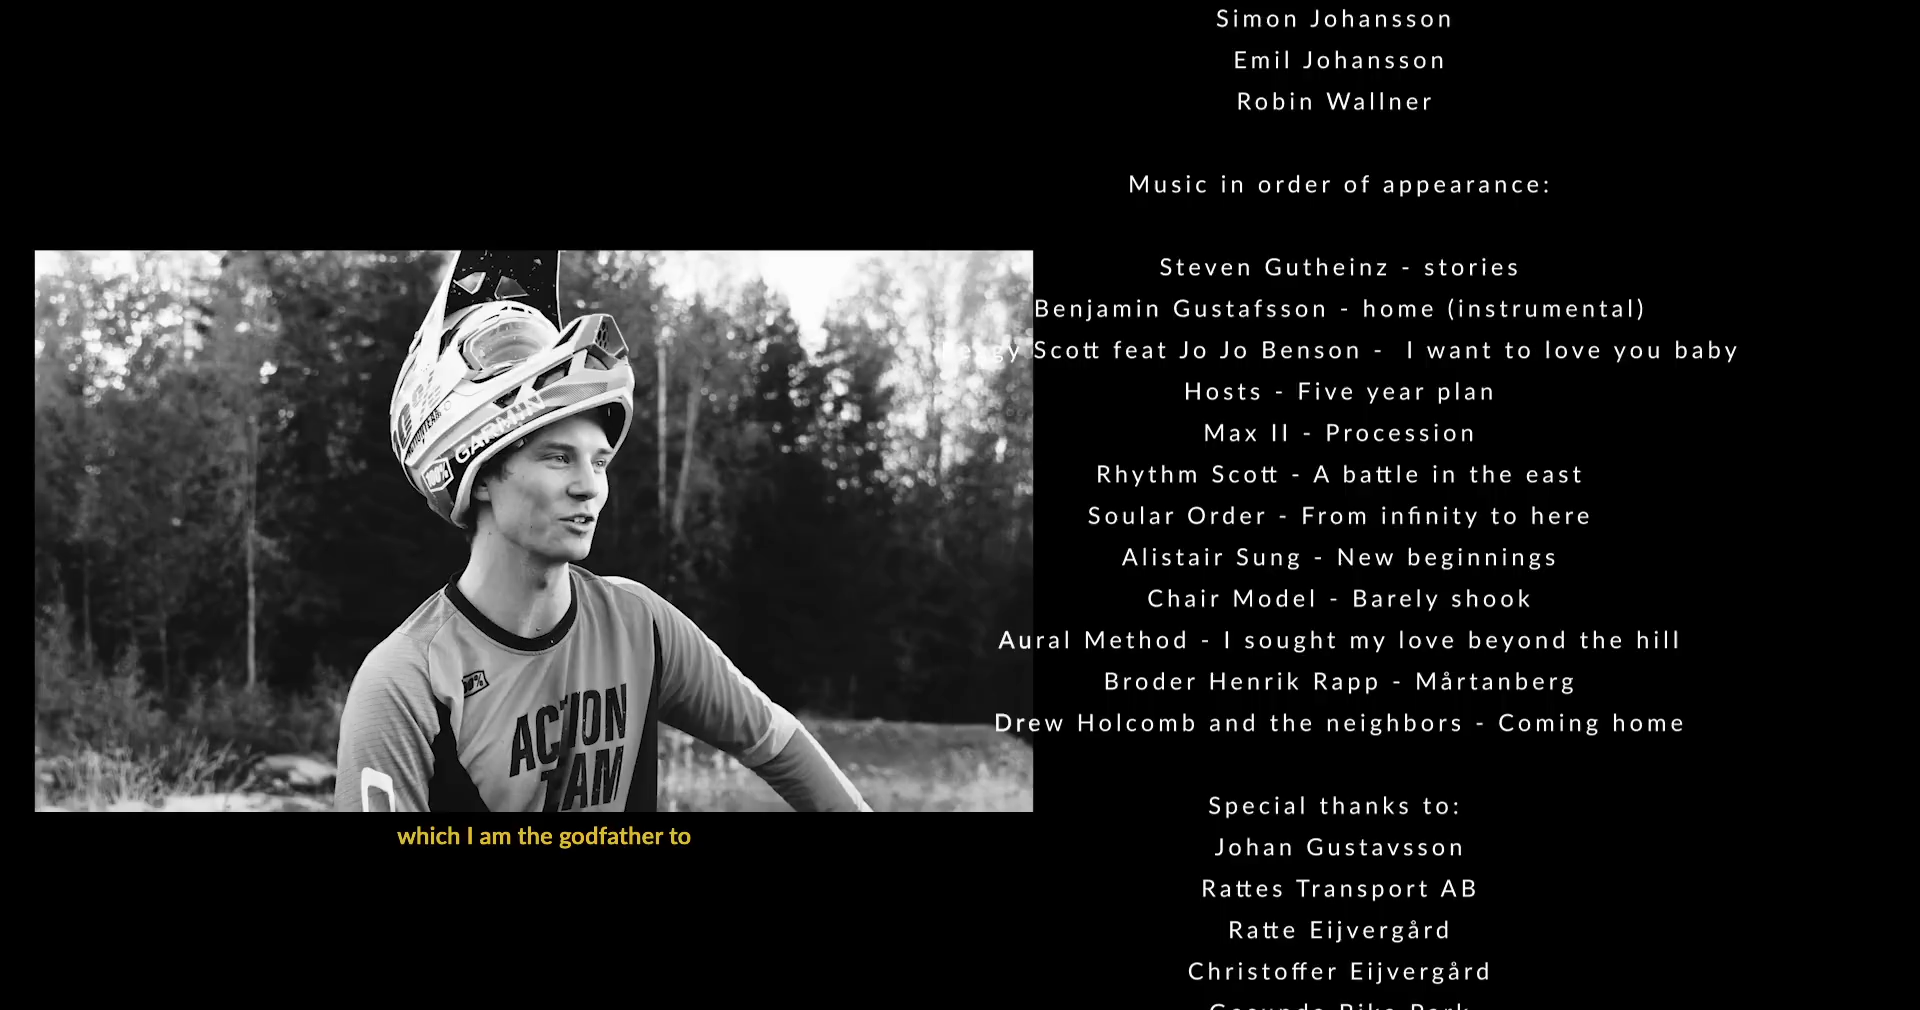 Simon Johansson
Emil Johansson
Robin Wallner
Music in order of appearance:
Steven Gutheinz - stories
Benjamin Gustafsson - home (instrumental)
Scott feat Jo Jo Benson - I want to love you baby
Hosts - Five year plan
Max II - Procession
Rhythm Scott - A battle in the east
Soular Order - From infinity to here
Alistair Sung - New beginnings
Chair Model - Barely shook
Aural Method - I sought my love beyond the hill
Broder Henrik Rapp - Mårtanberg
Drew Holcomb and the neighbors - Coming home
Special thanks to:
Johan Gustavsson
Rattes Transport AB
Ratte Eijvergård
Christoffer Eijvergård
GARMIN
100%
ACTION
TEAM
which I am the godfather to